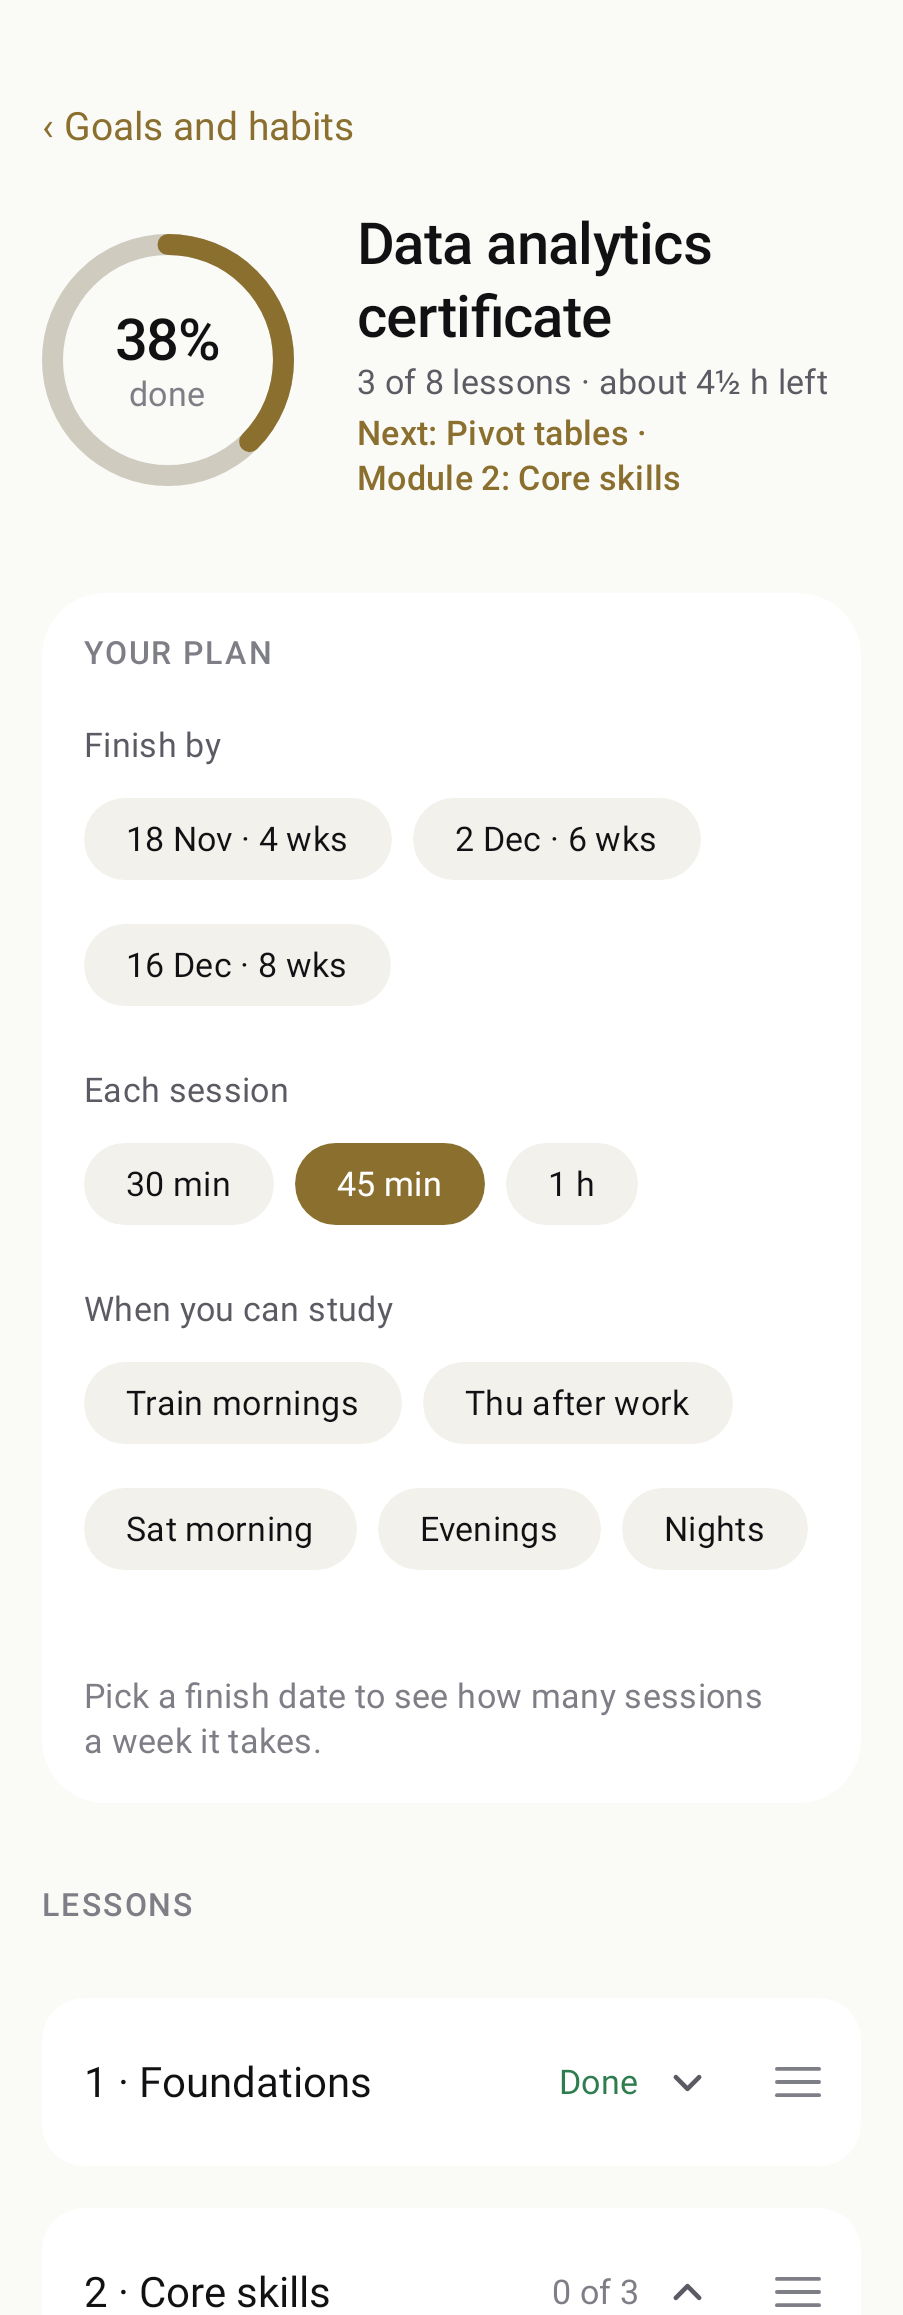 ‹ Goals and habits
38%
done
Data analytics
certificate
3 of 8 lessons · about 4½ h left
Next: Pivot tables ·
Module 2: Core skills
YOUR PLAN
Finish by
18 Nov · 4 wks
2 Dec · 6 wks
16 Dec · 8 wks
Each session
30 min
45 min
1 h
When you can study
Train mornings
Thu after work
Sat morning
Evenings
Nights
Pick a finish date to see how many sessions
a week it takes.
LESSONS
1 · Foundations
Done
2 · Core skills
0 of 3